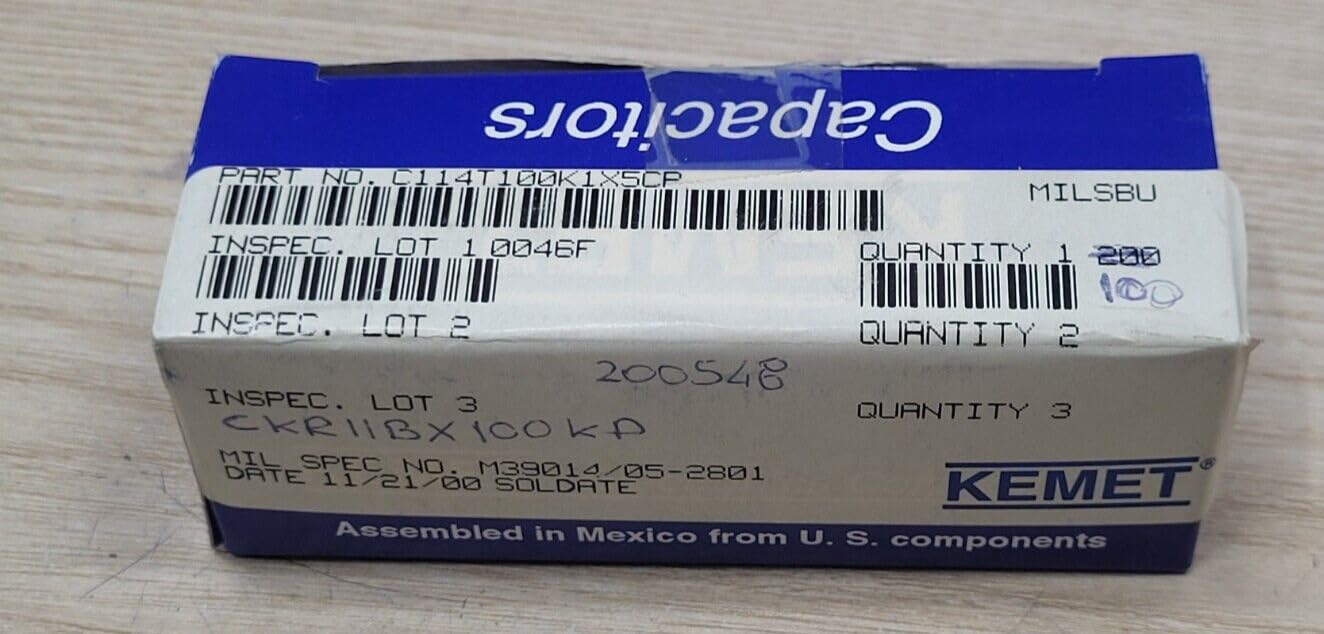 Capacitors
PART NO. C114T100K1X5CP
MILSBU
INSPEC. LOT 1 0046F
QUANTITY 1 200
100
INSPEC. LOT 2
QUANTITY 2
200548
INSPEC. LOT 3
QUANTITY 3
CKR11BX100KP
MIL SPEC NO. M39014/05-2801
DATE 11/21/00 SOLDATE
KEMET®
Assembled in Mexico from U. S. components